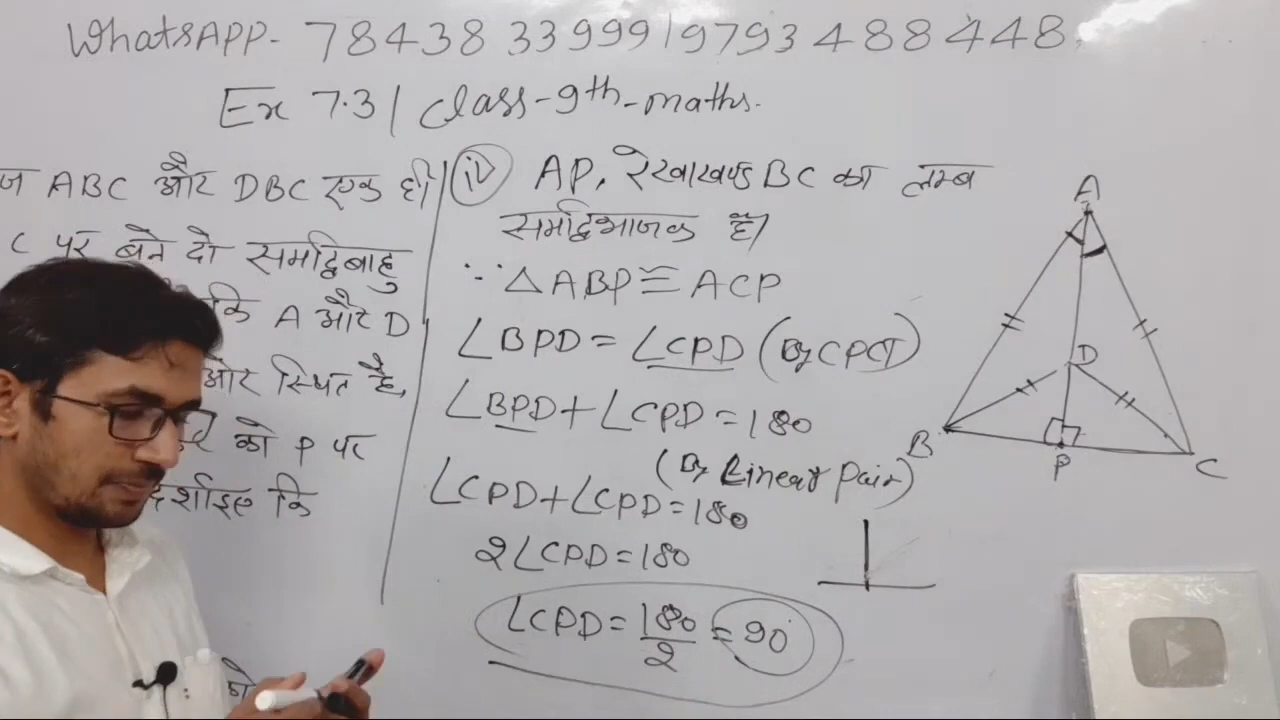 WhatsAPP- 78438 33999/9793 488448
Ex 7.3 / Class-9th-maths.
ABC और DBC एक ही
C पर बने दो समद्विबाहु
कि A और D
ओर स्थित है,
को P पर
दर्शाइए कि
iv AP, रेखाखण्ड BC का लम्ब
समद्विभाजक है।
∵ △ABP≅ACP
∠BPD = ∠CPD (By CPCT)
∠BPD+∠CPD=180
(By Linear Pair)
∠CPD+∠CPD=180
2∠CPD=180
∠CPD = 180/2 = 90
A
D
B
P
C